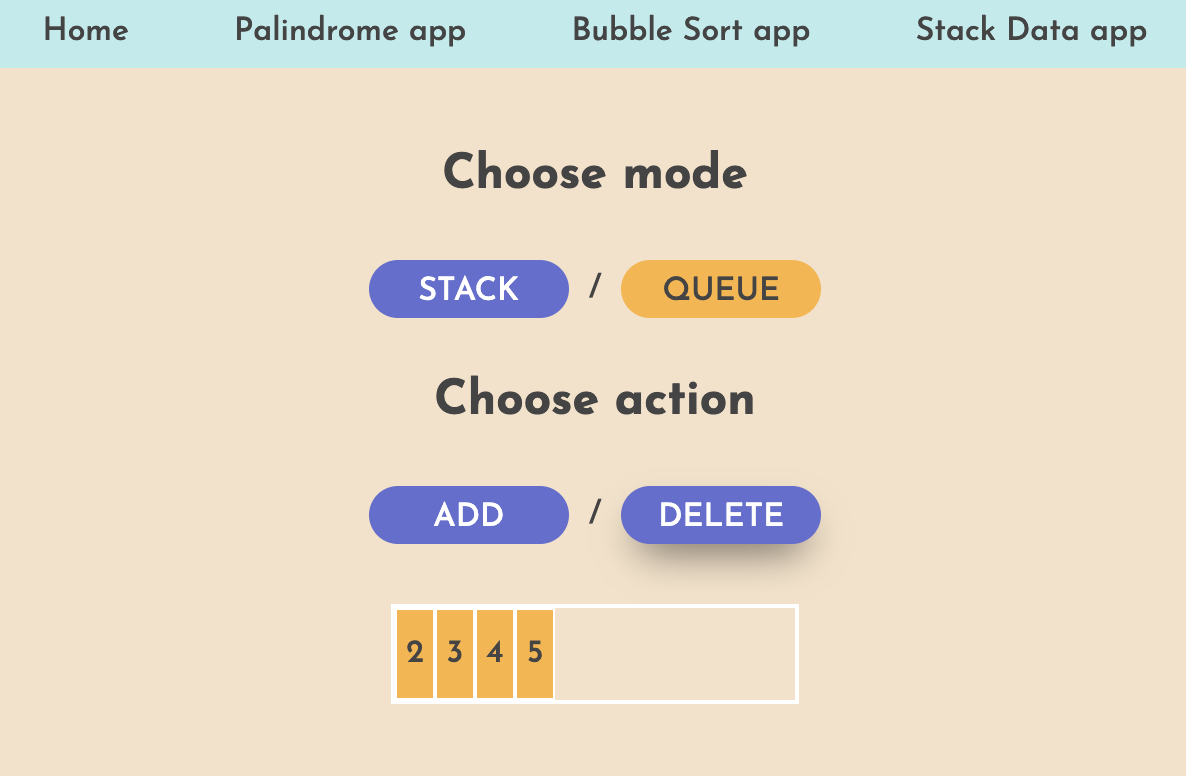 Home Palindrome app Bubble Sort app Stack Data app
Choose mode
STACK / QUEUE
Choose action
ADD / DELETE
2 3 4 5